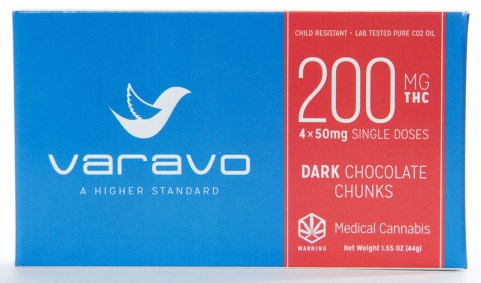 CHILD RESISTANT · LAB TESTED PURE CO2 OIL
200 MG THC
4×50mg SINGLE DOSES
varavo
A HIGHER STANDARD
DARK CHOCOLATE
CHUNKS
Medical Cannabis
WARNING
Net Weight 1.55 OZ (44g)